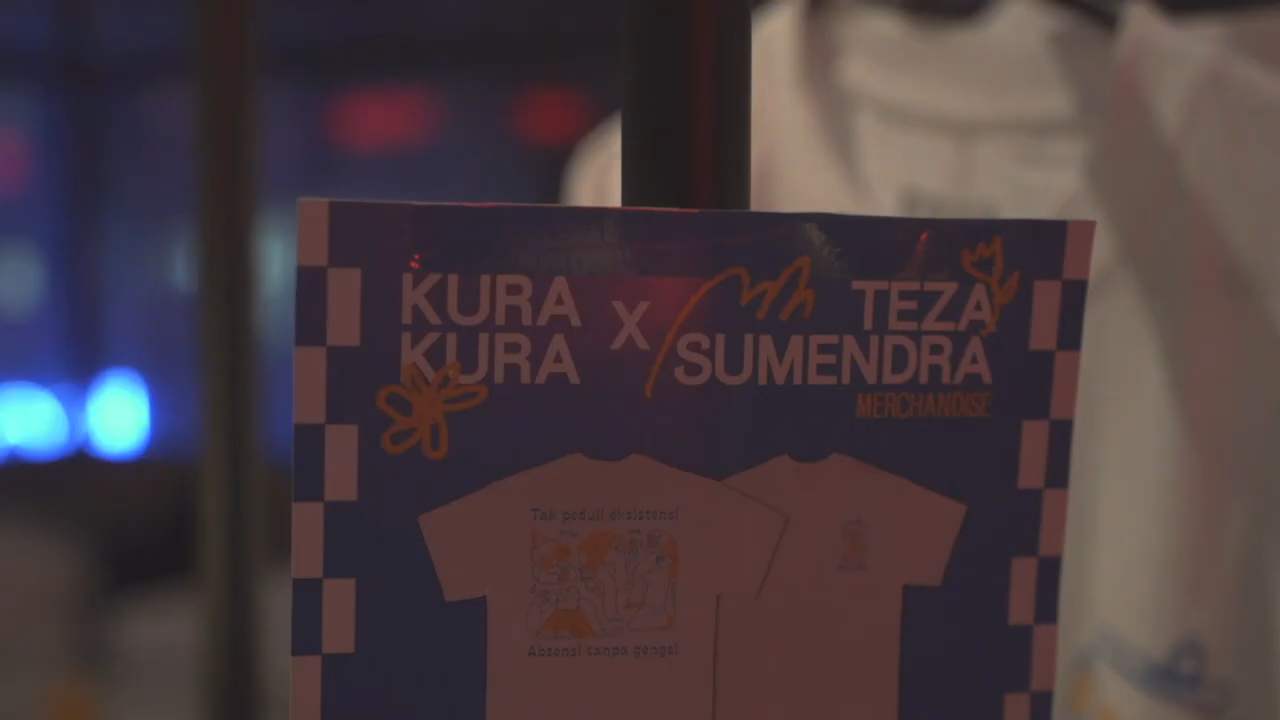 KURA
KURA
X
TEZA
SUMENDRA
MERCHANDISE
Tak peduli eksistensi
Absensi tanpa gengsi